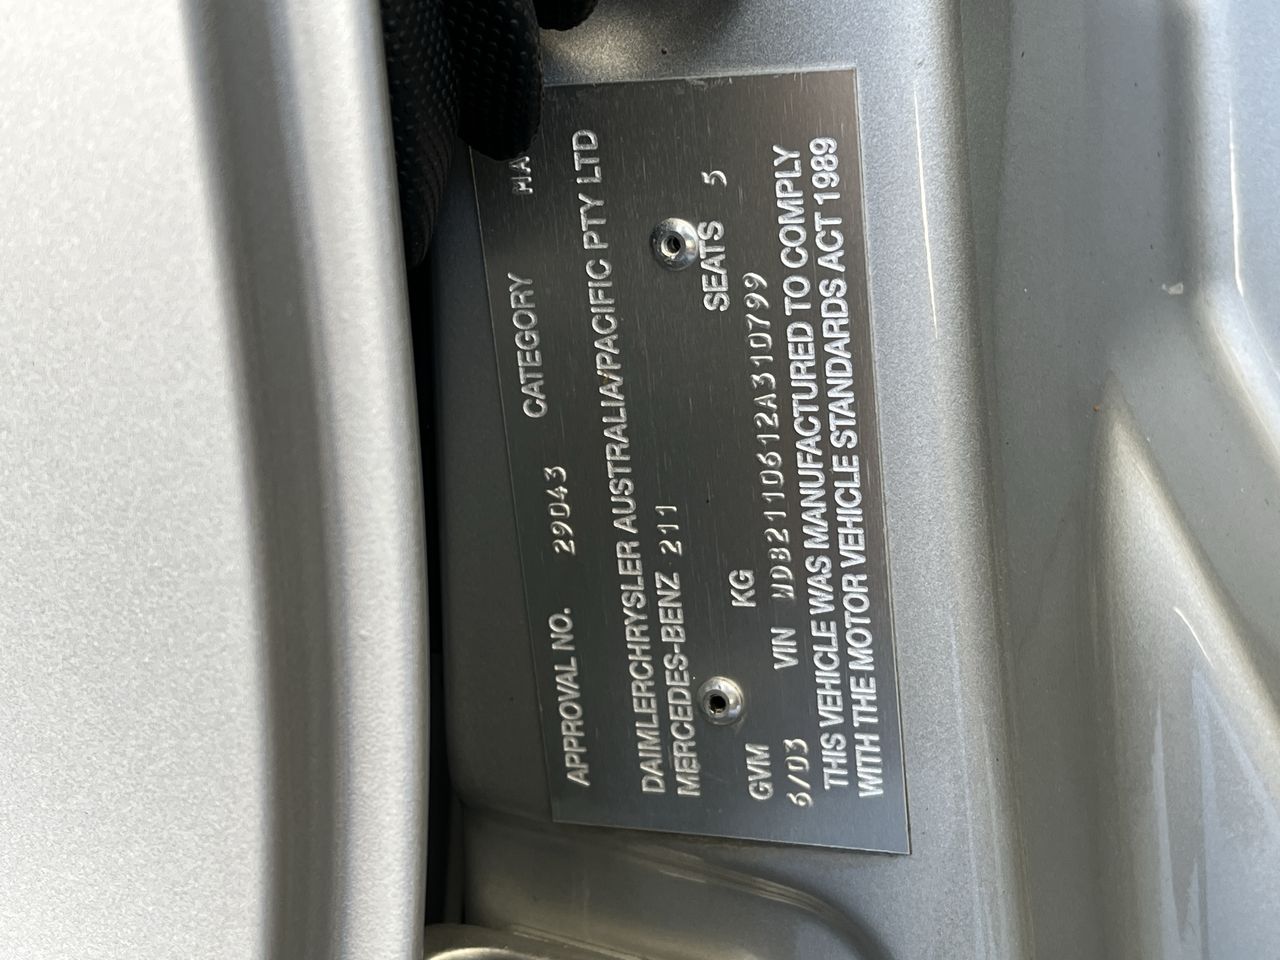 APPROVAL NO. 29043 CATEGORY MA
DAIMLERCHRYSLER AUSTRALIA/PACIFIC PTY LTD
MERCEDES-BENZ 211
GVM KG SEATS 5
6/03 VIN WDB2110612A310799
THIS VEHICLE WAS MANUFACTURED TO COMPLY
WITH THE MOTOR VEHICLE STANDARDS ACT 1989